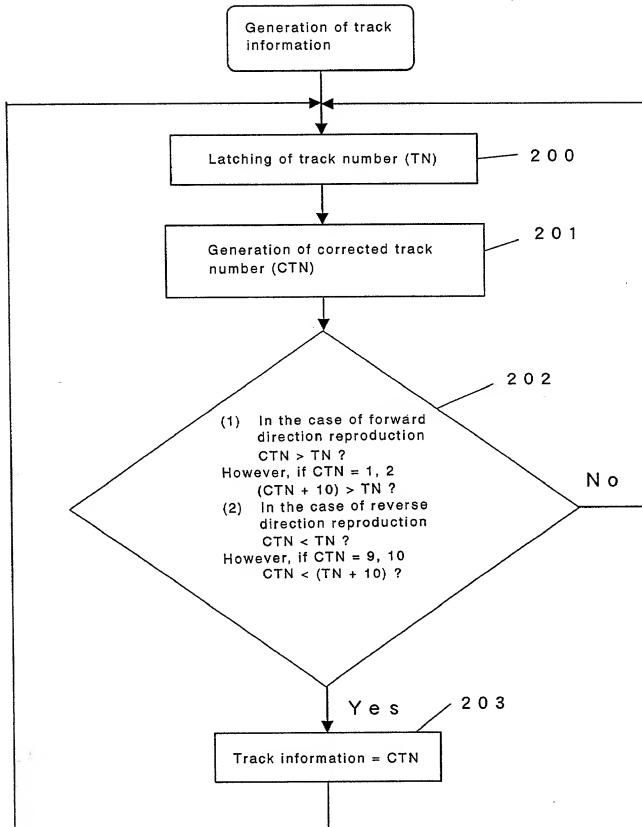 Generation of track
information
Latching of track number (TN)
200
Generation of corrected track
number (CTN)
201
202
(1) In the case of forward
direction reproduction
CTN > TN ?
However, if CTN = 1, 2
(CTN + 10) > TN ?
(2) In the case of reverse
direction reproduction
CTN < TN ?
However, if CTN = 9, 10
CTN < (TN + 10) ?
No
Yes
203
Track information = CTN